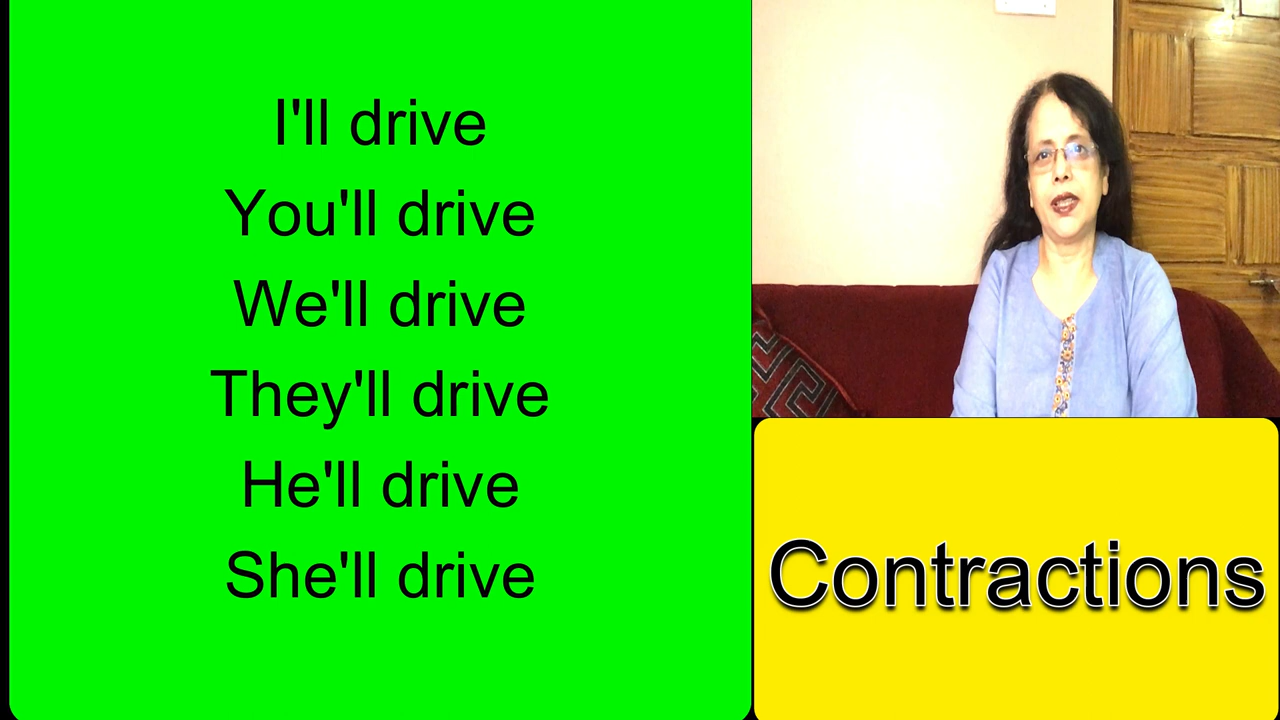 I'll drive
You'll drive
We'll drive
They'll drive
He'll drive
She'll drive
Contractions